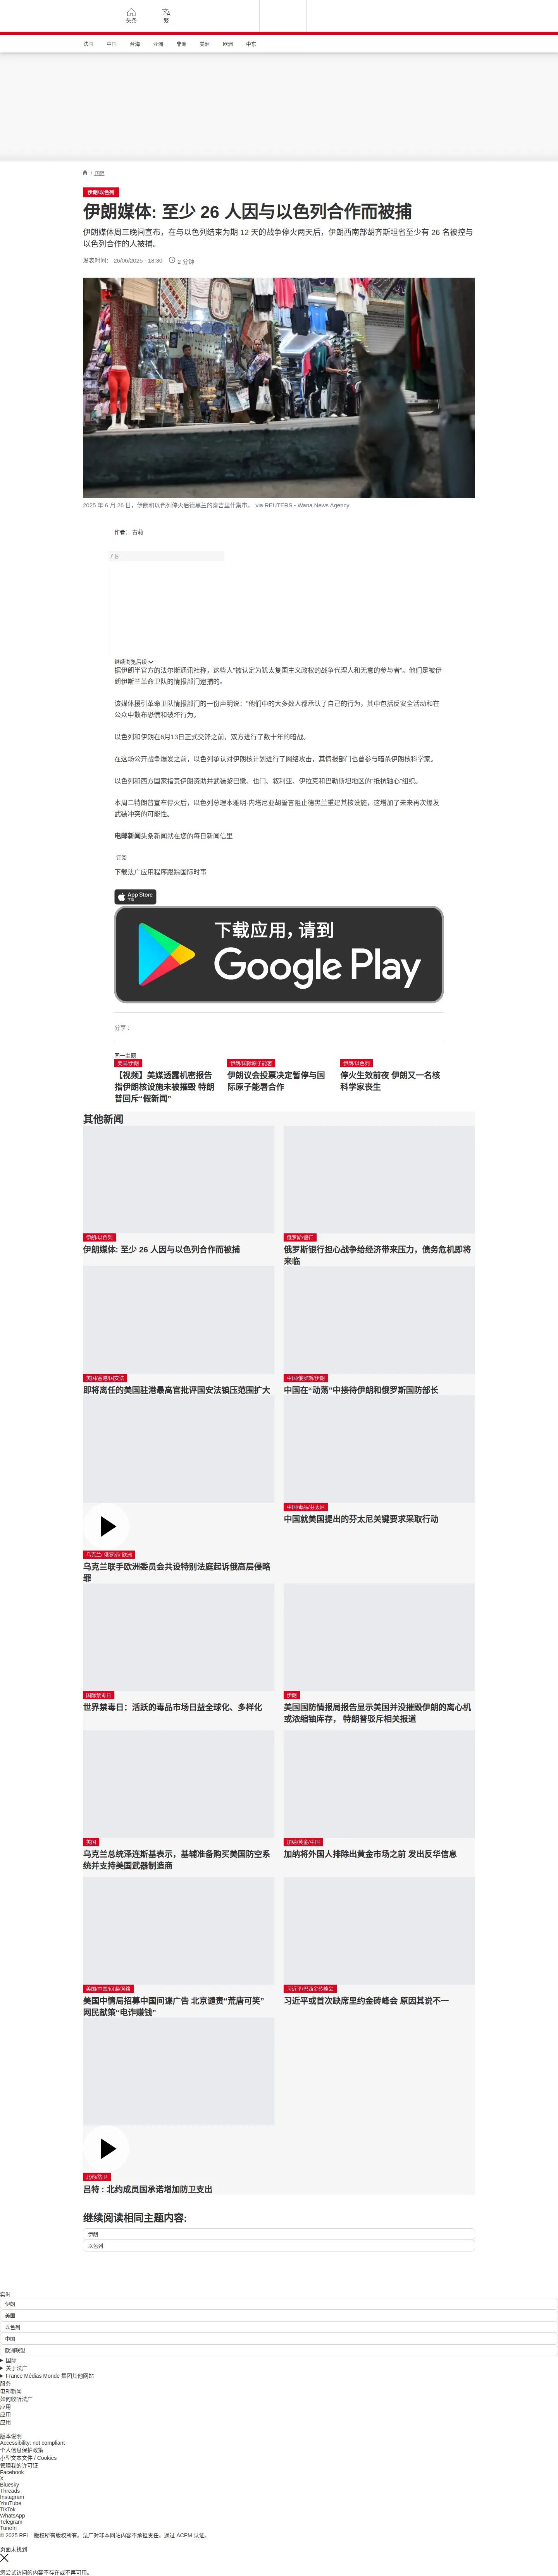 头条
繁
法国
中国
台海
亚洲
非洲
美洲
欧洲
中东
/ 国际
伊朗/以色列
伊朗媒体: 至少 26 人因与以色列合作而被捕
伊朗媒体周三晚间宣布，在与以色列结束为期 12 天的战争停火两天后，伊朗西南部胡齐斯坦省至少有 26 名被控与
以色列合作的人被捕。
发表时间： 26/06/2025 - 18:30
2 分钟
2025 年 6 月 26 日，伊朗和以色列停火后德黑兰的泰吉里什集市。 via REUTERS - Wana News Agency
作者： 古莉
广告
继续浏览后续
据伊朗半官方的法尔斯通讯社称，这些人“被认定为犹太复国主义政权的战争代理人和无意的参与者”。他们是被伊
朗伊斯兰革命卫队的情报部门逮捕的。
该媒体援引革命卫队情报部门的一份声明说：“他们中的大多数人都承认了自己的行为，其中包括反安全活动和在
公众中散布恐慌和破坏行为。
以色列和伊朗在6月13日正式交锋之前，双方进行了数十年的暗战。
在这场公开战争爆发之前，以色列承认对伊朗核计划进行了网络攻击，其情报部门也曾参与暗杀伊朗核科学家。
以色列和西方国家指责伊朗资助并武装黎巴嫩、也门、叙利亚、伊拉克和巴勒斯坦地区的“抵抗轴心”组织。
本周二特朗普宣布停火后，以色列总理本雅明·内塔尼亚胡誓言阻止德黑兰重建其核设施，这增加了未来再次爆发
武装冲突的可能性。
电邮新闻头条新闻就在您的每日新闻信里
订阅
下载法广应用程序跟踪国际时事
App Store
下载应用，请到
Google Play
分享 :
同一主题
美国/伊朗
【视频】美媒透露机密报告
指伊朗核设施未被摧毁 特朗
普回斥“假新闻”
伊朗/国际原子能署
伊朗议会投票决定暂停与国
际原子能署合作
伊朗/以色列
停火生效前夜 伊朗又一名核
科学家丧生
其他新闻
伊朗/以色列
伊朗媒体: 至少 26 人因与以色列合作而被捕
俄罗斯/银行
俄罗斯银行担心战争给经济带来压力，债务危机即将
来临
美国/香港/国安法
即将离任的美国驻港最高官批评国安法镇压范围扩大
中国/俄罗斯/伊朗
中国在“动荡”中接待伊朗和俄罗斯国防部长
乌克兰/ 俄罗斯/ 欧洲
乌克兰联手欧洲委员会共设特别法庭起诉俄高层侵略
罪
中国/毒品/芬太尼
中国就美国提出的芬太尼关键要求采取行动
国际禁毒日
世界禁毒日：活跃的毒品市场日益全球化、多样化
伊朗
美国国防情报局报告显示美国并没摧毁伊朗的离心机
或浓缩铀库存， 特朗普驳斥相关报道
美国
乌克兰总统泽连斯基表示，基辅准备购买美国防空系
统并支持美国武器制造商
加纳/黄金/中国
加纳将外国人排除出黄金市场之前 发出反华信息
美国/中国/间谍/网络
美国中情局招募中国间谍广告 北京谴责“荒唐可笑”
网民献策“电诈赚钱”
习近平/巴西金砖峰会
习近平或首次缺席里约金砖峰会 原因其说不一
北约/防卫
吕特 : 北约成员国承诺增加防卫支出
继续阅读相同主题内容:
伊朗
以色列
实时
伊朗
美国
以色列
中国
欧洲联盟
国际
关于法广
France Médias Monde 集团其他网站
服务
电邮新闻
如何收听法广
应用
应用
应用
版本说明
Accessibility: not compliant
个人信息保护政策
小型文本文件 / Cookies
管理我的许可证
Facebook
X
Bluesky
Threads
Instagram
YouTube
TikTok
WhatsApp
Telegram
TuneIn
© 2025 RFI – 版权所有版权所有。法广对非本网站内容不承担责任。通过 ACPM 认证。
页面未找到
您尝试访问的内容不存在或不再可用。